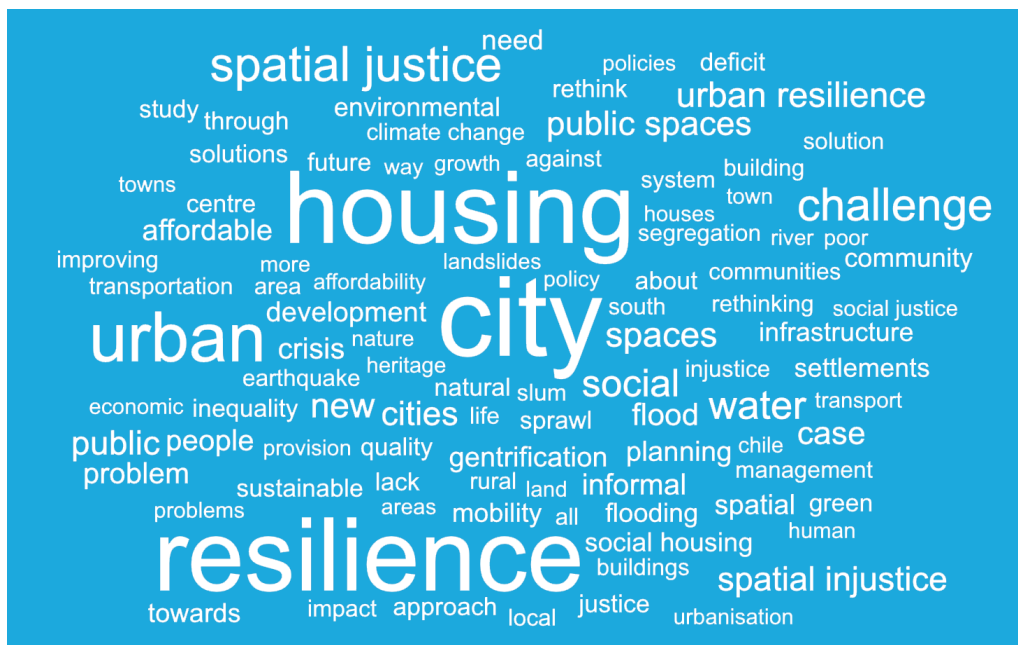 need
spatial justice
policies deficit
rethink urban resilience
study through environmental public spaces
climate change solution
solutions future way growth against building
towns housing system town challenge
centre houses
affordable segregation river poor
improving more landslides community
transportation area affordability policy about communities
development city south rethinking social justice
urban crisis nature spaces infrastructure
heritage injustice settlements
earthquake natural slum social
economic inequality new cities life sprawl flood water transport
public people provision quality gentrification planning chile case
problem management
sustainable lack rural land informal
problems areas mobility all flooding spatial green
resilience social housing human
buildings spatial injustice
towards impact approach local justice urbanisation